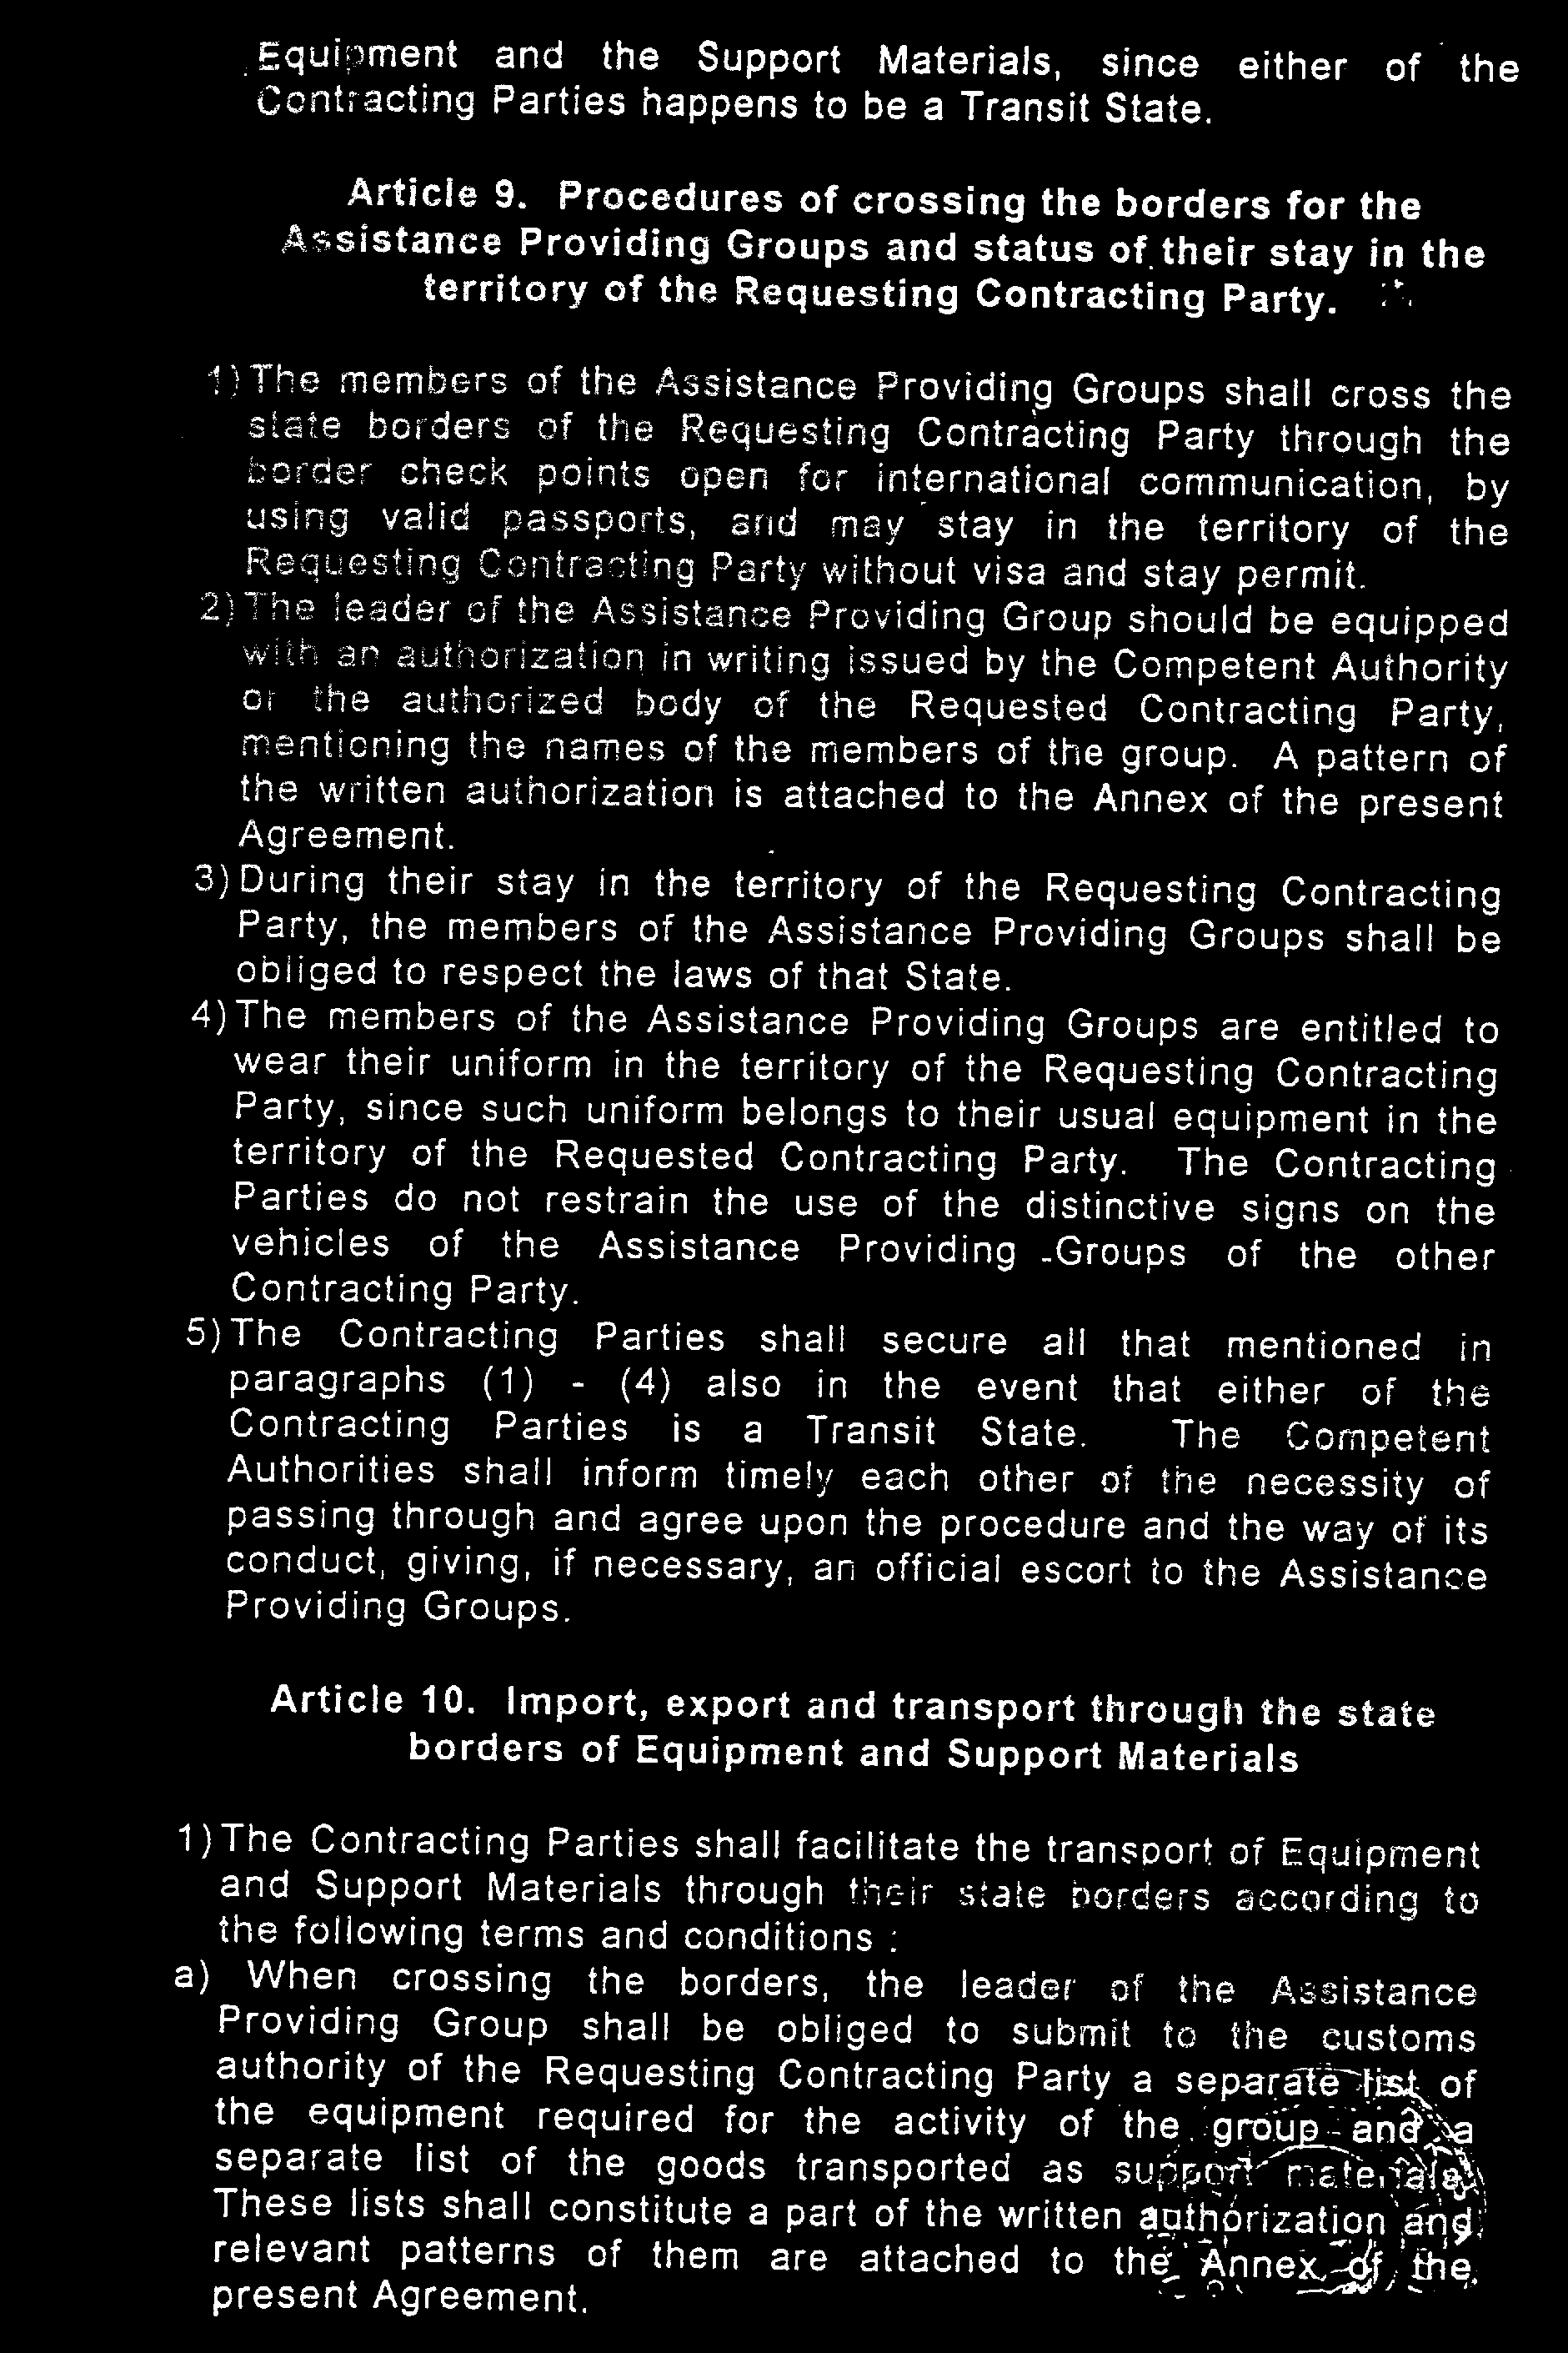 Equipment and the Support Materials, since either of the
Contracting Parties happens to be a Transit State.
Article 9. Procedures of crossing the borders for the
Assistance Providing Groups and status of their stay in the
territory of the Requesting Contracting Party.
1) The members of the Assistance Providing Groups shall cross the
state borders of the Requesting Contracting Party through the
border check points open for international communication, by
using valid passports, and may stay in the territory of the
Requesting Contracting Party without visa and stay permit.
2) The leader of the Assistance Providing Group should be equipped
with an authorization in writing issued by the Competent Authority
or the authorized body of the Requested Contracting Party,
mentioning the names of the members of the group. A pattern of
the written authorization is attached to the Annex of the present
Agreement.
3) During their stay in the territory of the Requesting Contracting
Party, the members of the Assistance Providing Groups shall be
obliged to respect the laws of that State.
4) The members of the Assistance Providing Groups are entitled to
wear their uniform in the territory of the Requesting Contracting
Party, since such uniform belongs to their usual equipment in the
territory of the Requested Contracting Party. The Contracting
Parties do not restrain the use of the distinctive signs on the
vehicles of the Assistance Providing Groups of the other
Contracting Party.
5) The Contracting Parties shall secure all that mentioned in
paragraphs (1) - (4) also in the event that either of the
Contracting Parties is a Transit State. The Competent
Authorities shall inform timely each other of the necessity of
passing through and agree upon the procedure and the way of its
conduct, giving, if necessary, an official escort to the Assistance
Providing Groups.
Article 10. Import, export and transport through the state
borders of Equipment and Support Materials
1) The Contracting Parties shall facilitate the transport of Equipment
and Support Materials through their state borders according to
the following terms and conditions :
a) When crossing the borders, the leader of the Assistance
Providing Group shall be obliged to submit to the customs
authority of the Requesting Contracting Party a separate list of
the equipment required for the activity of the group and a
separate list of the goods transported as support materials.
These lists shall constitute a part of the written authorization and
relevant patterns of them are attached to the Annex of the
present Agreement.